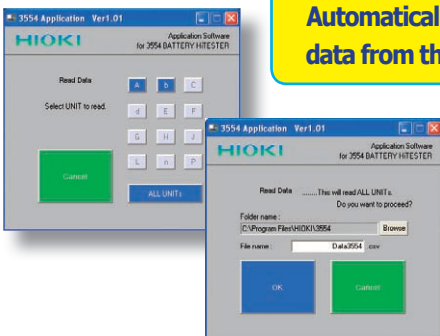 Automatical
data from th
3554 Application Ver1.01
HIOKI
Application Software
for 3554 BATTERY HiTESTER
Read Data
Select UNIT to read.
A b C
d E F
G H J
L n P
Cancel
ALL UNITs
3554 Application Ver1.01
HIOKI
Application Software
for 3554 BATTERY HiTESTER
Read Data ........This will read ALL UNITs.
Do you want to proceed?
Folder name :
C:\Program Files\HIOKI\3554
Browse
File name : Data3554 .csv
OK Cancel